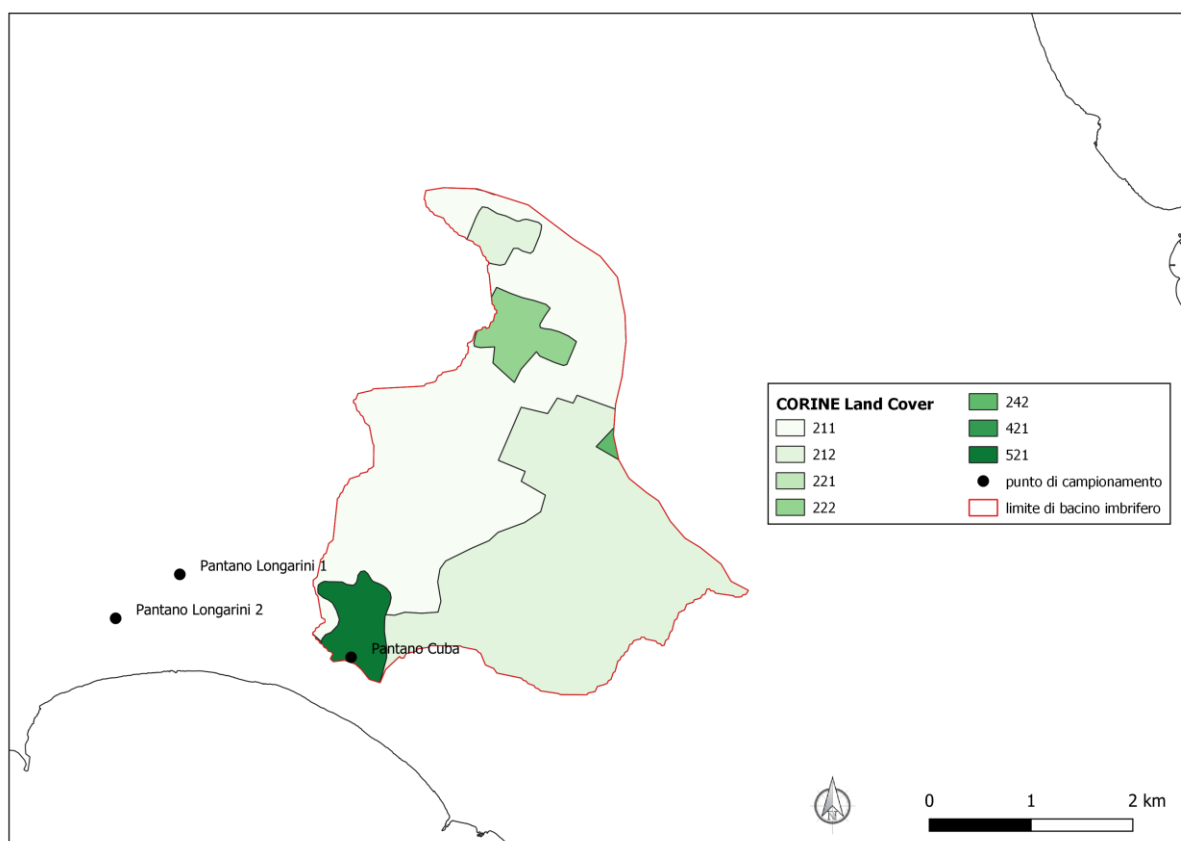 CORINE Land Cover
211
212
221
222
242
421
521
punto di campionamento
limite di bacino imbrifero
Pantano Longarini 1
Pantano Longarini 2
Pantano Cuba
N
0 1 2 km